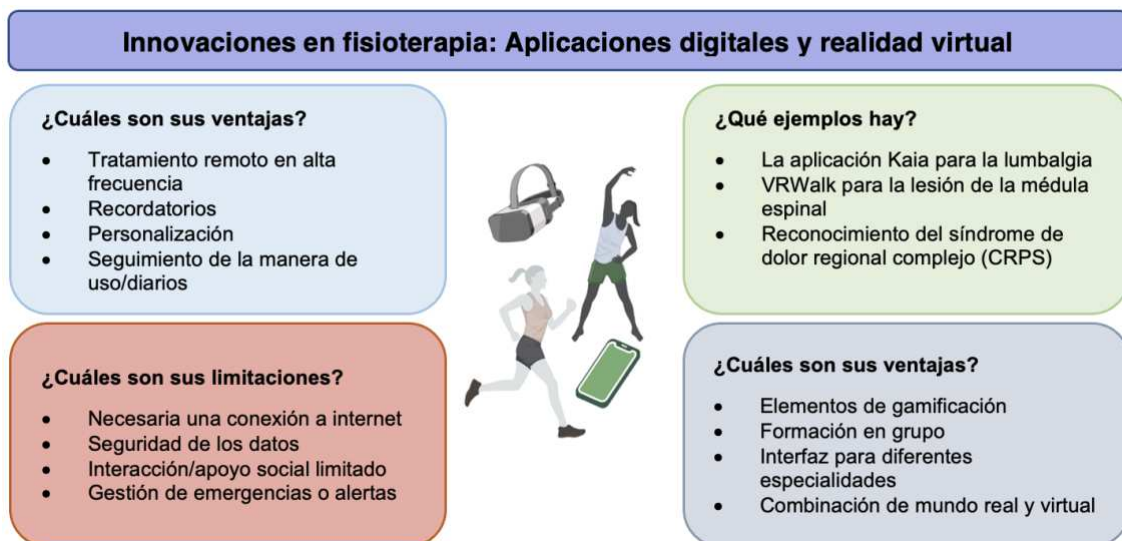 Innovaciones en fisioterapia: Aplicaciones digitales y realidad virtual
¿Cuáles son sus ventajas?
• Tratamiento remoto en alta
frecuencia
• Recordatorios
• Personalización
• Seguimiento de la manera de
uso/diarios
¿Qué ejemplos hay?
• La aplicación Kaia para la lumbalgia
• VRWalk para la lesión de la médula
espinal
• Reconocimiento del síndrome de
dolor regional complejo (CRPS)
¿Cuáles son sus limitaciones?
• Necesaria una conexión a internet
• Seguridad de los datos
• Interacción/apoyo social limitado
• Gestión de emergencias o alertas
¿Cuáles son sus ventajas?
• Elementos de gamificación
• Formación en grupo
• Interfaz para diferentes
especialidades
• Combinación de mundo real y virtual